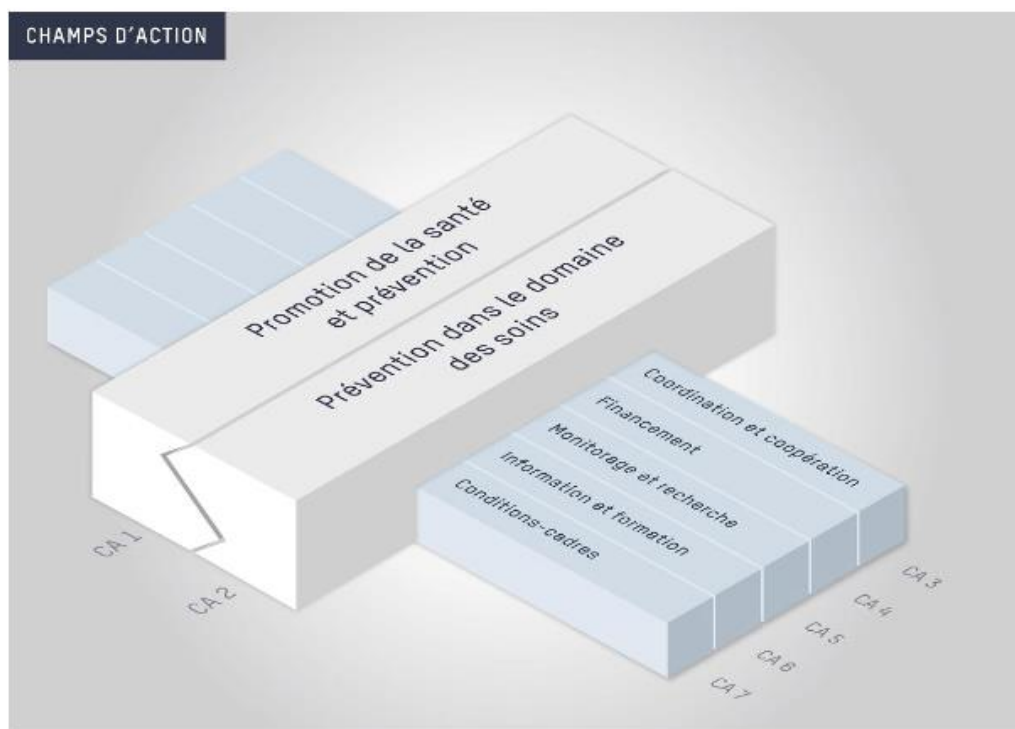 CHAMPS D'ACTION
Promotion de la santé
et prévention
Prévention dans le domaine
des soins
Coordination et coopération
Financement
Monitorage et recherche
Information et formation
Conditions-cadres
CA 1
CA 2
CA 3
CA 4
CA 5
CA 6
CA 7